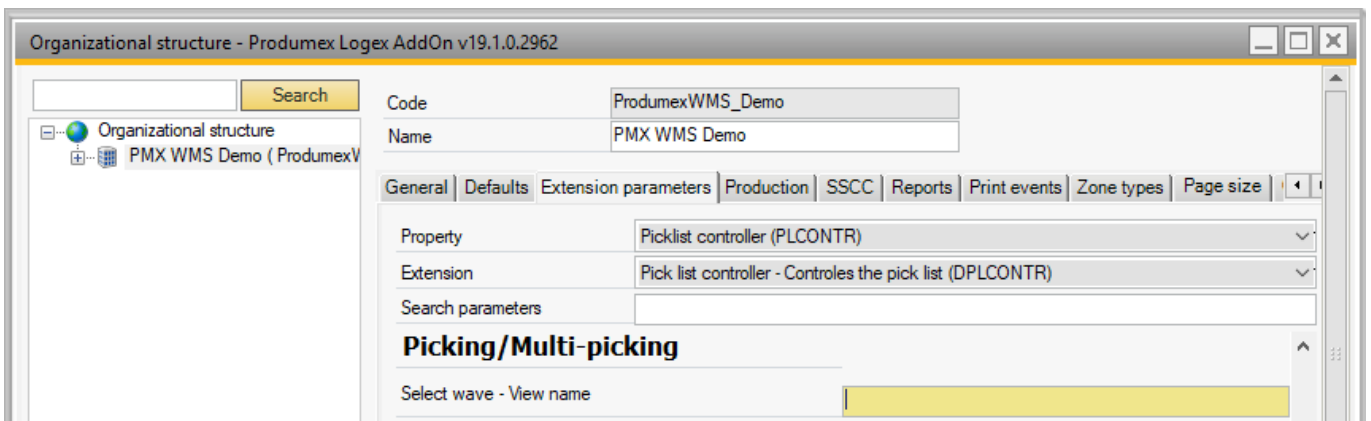 Organizational structure - Produmex Logex AddOn v19.1.0.2962
Search
Organizational structure
PMX WMS Demo ( ProdumexW
Code ProdumexWMS_Demo
Name PMX WMS Demo
General Defaults Extension parameters Production SSCC Reports Print events Zone types Page size
Property Picklist controller (PLCONTR)
Extension Pick list controller - Controles the pick list (DPLCONTR)
Search parameters
Picking/Multi-picking
Select wave - View name